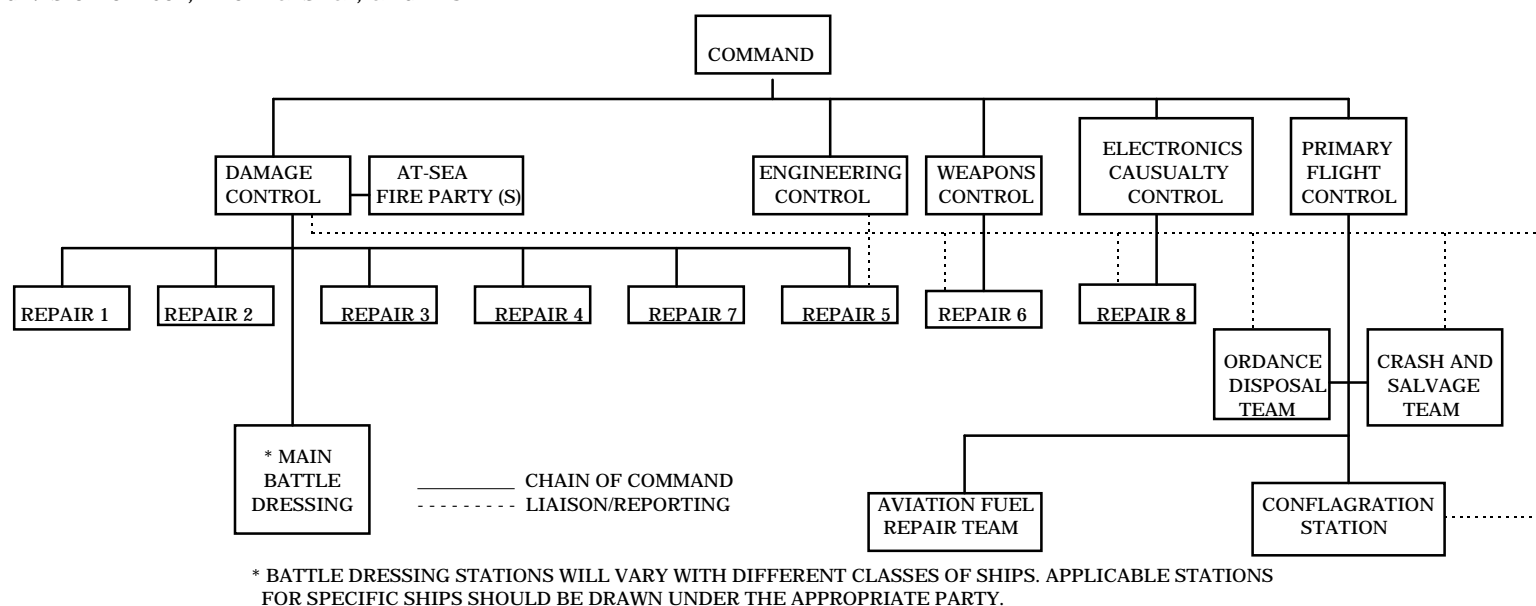 COMMAND
DAMAGE
CONTROL
AT-SEA
FIRE PARTY (S)
ENGINEERING
CONTROL
WEAPONS
CONTROL
ELECTRONICS
CAUSUALTY
CONTROL
PRIMARY
FLIGHT
CONTROL
REPAIR 1
REPAIR 2
REPAIR 3
REPAIR 4
REPAIR 7
REPAIR 5
REPAIR 6
REPAIR 8
ORDANCE
DISPOSAL
TEAM
CRASH AND
SALVAGE
TEAM
* MAIN
BATTLE
DRESSING
CHAIN OF COMMAND
LIAISON/REPORTING
AVIATION FUEL
REPAIR TEAM
CONFLAGRATION
STATION
* BATTLE DRESSING STATIONS WILL VARY WITH DIFFERENT CLASSES OF SHIPS. APPLICABLE STATIONS
FOR SPECIFIC SHIPS SHOULD BE DRAWN UNDER THE APPROPRIATE PARTY.